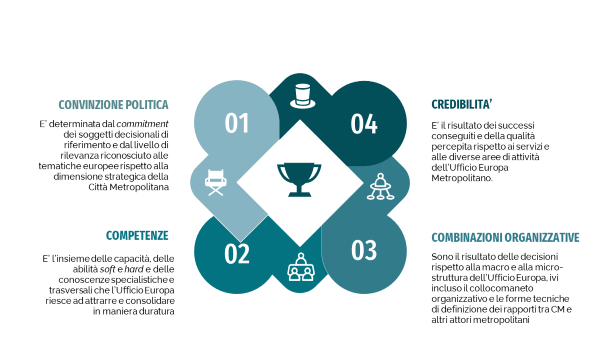 CONVINZIONE POLITICA
E' determinata dal commitment
dei soggetti decisionali di
riferimento e dal livello di
rilevanza riconosciuto alle
tematiche europee rispetto alla
dimensione strategica della
Città Metropolitana
COMPETENZE
E' l'insieme delle capacità, delle
abilità soft e hard e delle
conoscenze specialistiche e
trasversali che l'Ufficio Europa
riesce ad attrarre e consolidare
in maniera duratura
01
04
02
03
CREDIBILITA'
E' il risultato dei successi
conseguiti e della qualità
percepita rispetto ai servizi e
alle diverse aree di attività
dell'Ufficio Europa
Metropolitano.
COMBINAZIONI ORGANIZZATIVE
Sono il risultato delle decisioni
rispetto alla macro e alla micro-
struttura dell'Ufficio Europa, ivi
incluso il collocomaneto
organizzativo e le forme tecniche
di definizione dei rapporti tra CM e
altri attori metropolitani